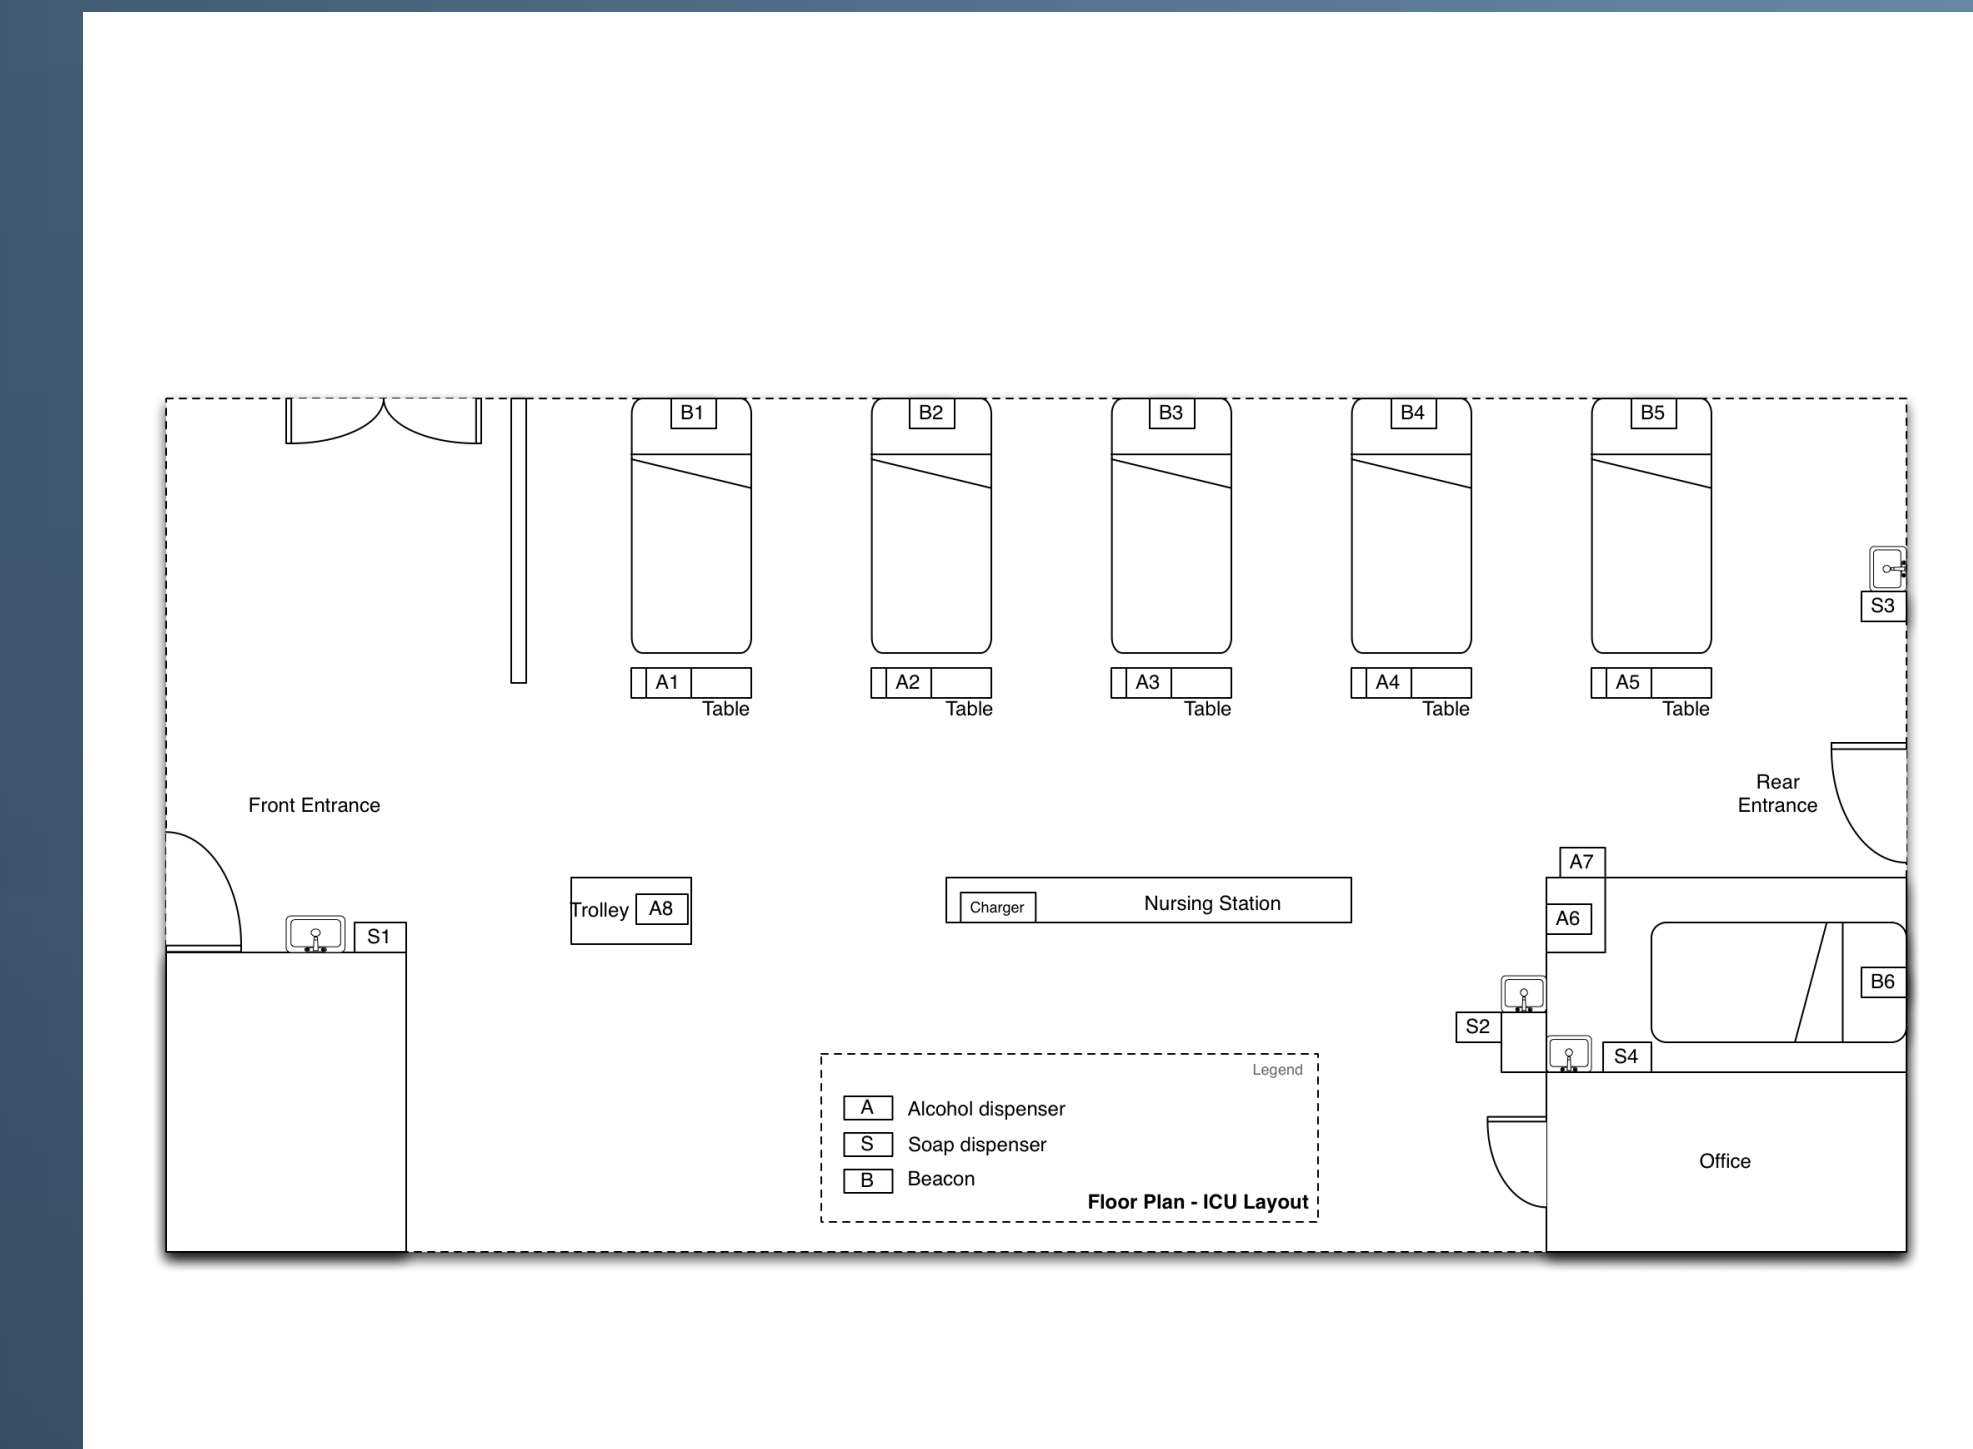 B1 B2 B3 B4 B5
S3
A1 A2 A3 A4 A5
Table Table Table Table Table
Rear
Entrance
Front Entrance
A7
Trolley A8
Charger
Nursing Station
A6
S1
B6
S2
S4
Legend
A Alcohol dispenser
S Soap dispenser
B Beacon
Floor Plan - ICU Layout
Office